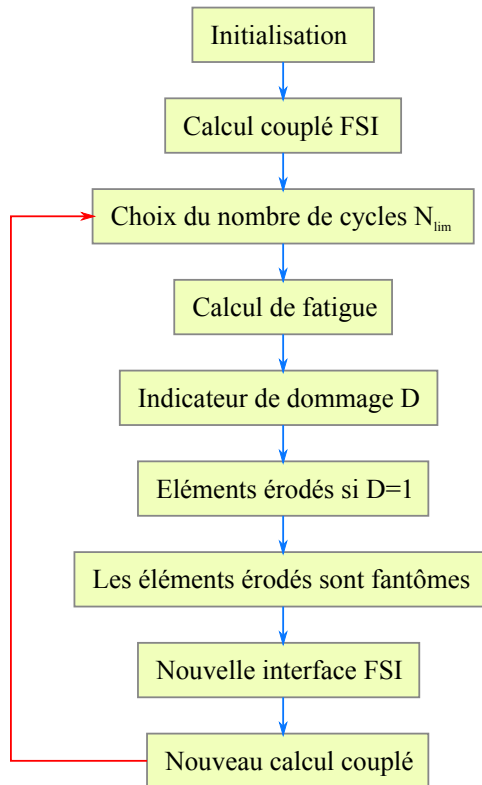 Initialisation
Calcul couplé FSI
Choix du nombre de cycles N_lim
Calcul de fatigue
Indicateur de dommage D
Eléments érodés si D=1
Les éléments érodés sont fantômes
Nouvelle interface FSI
Nouveau calcul couplé